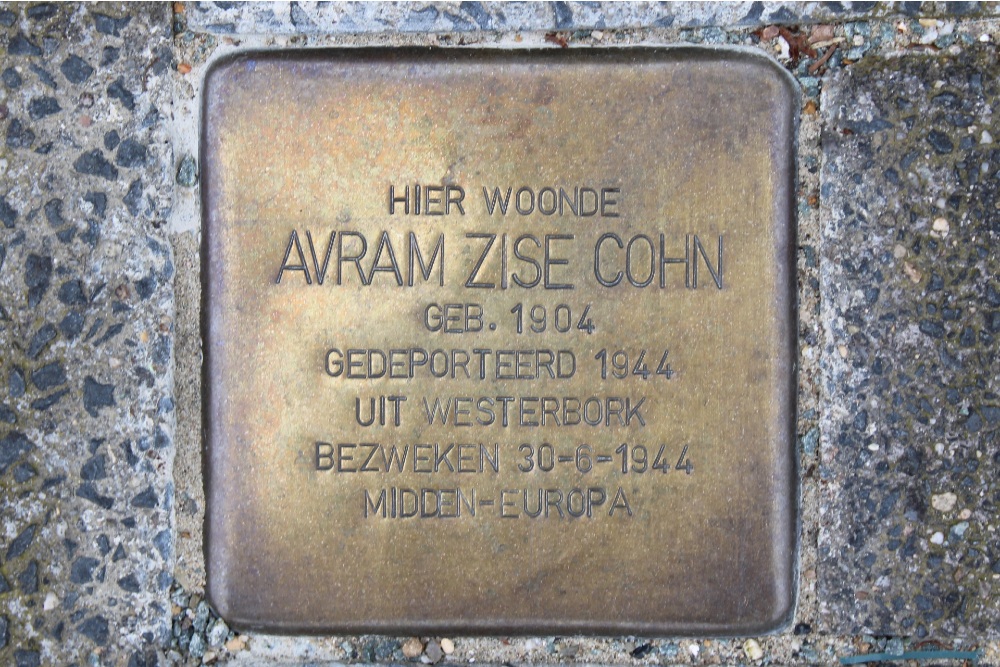 HIER WOONDE
AVRAM ZISE COHN
GEB. 1904
GEDEPORTEERD 1944
UIT WESTERBORK
BEZWEKEN 30-6-1944
MIDDEN-EUROPA